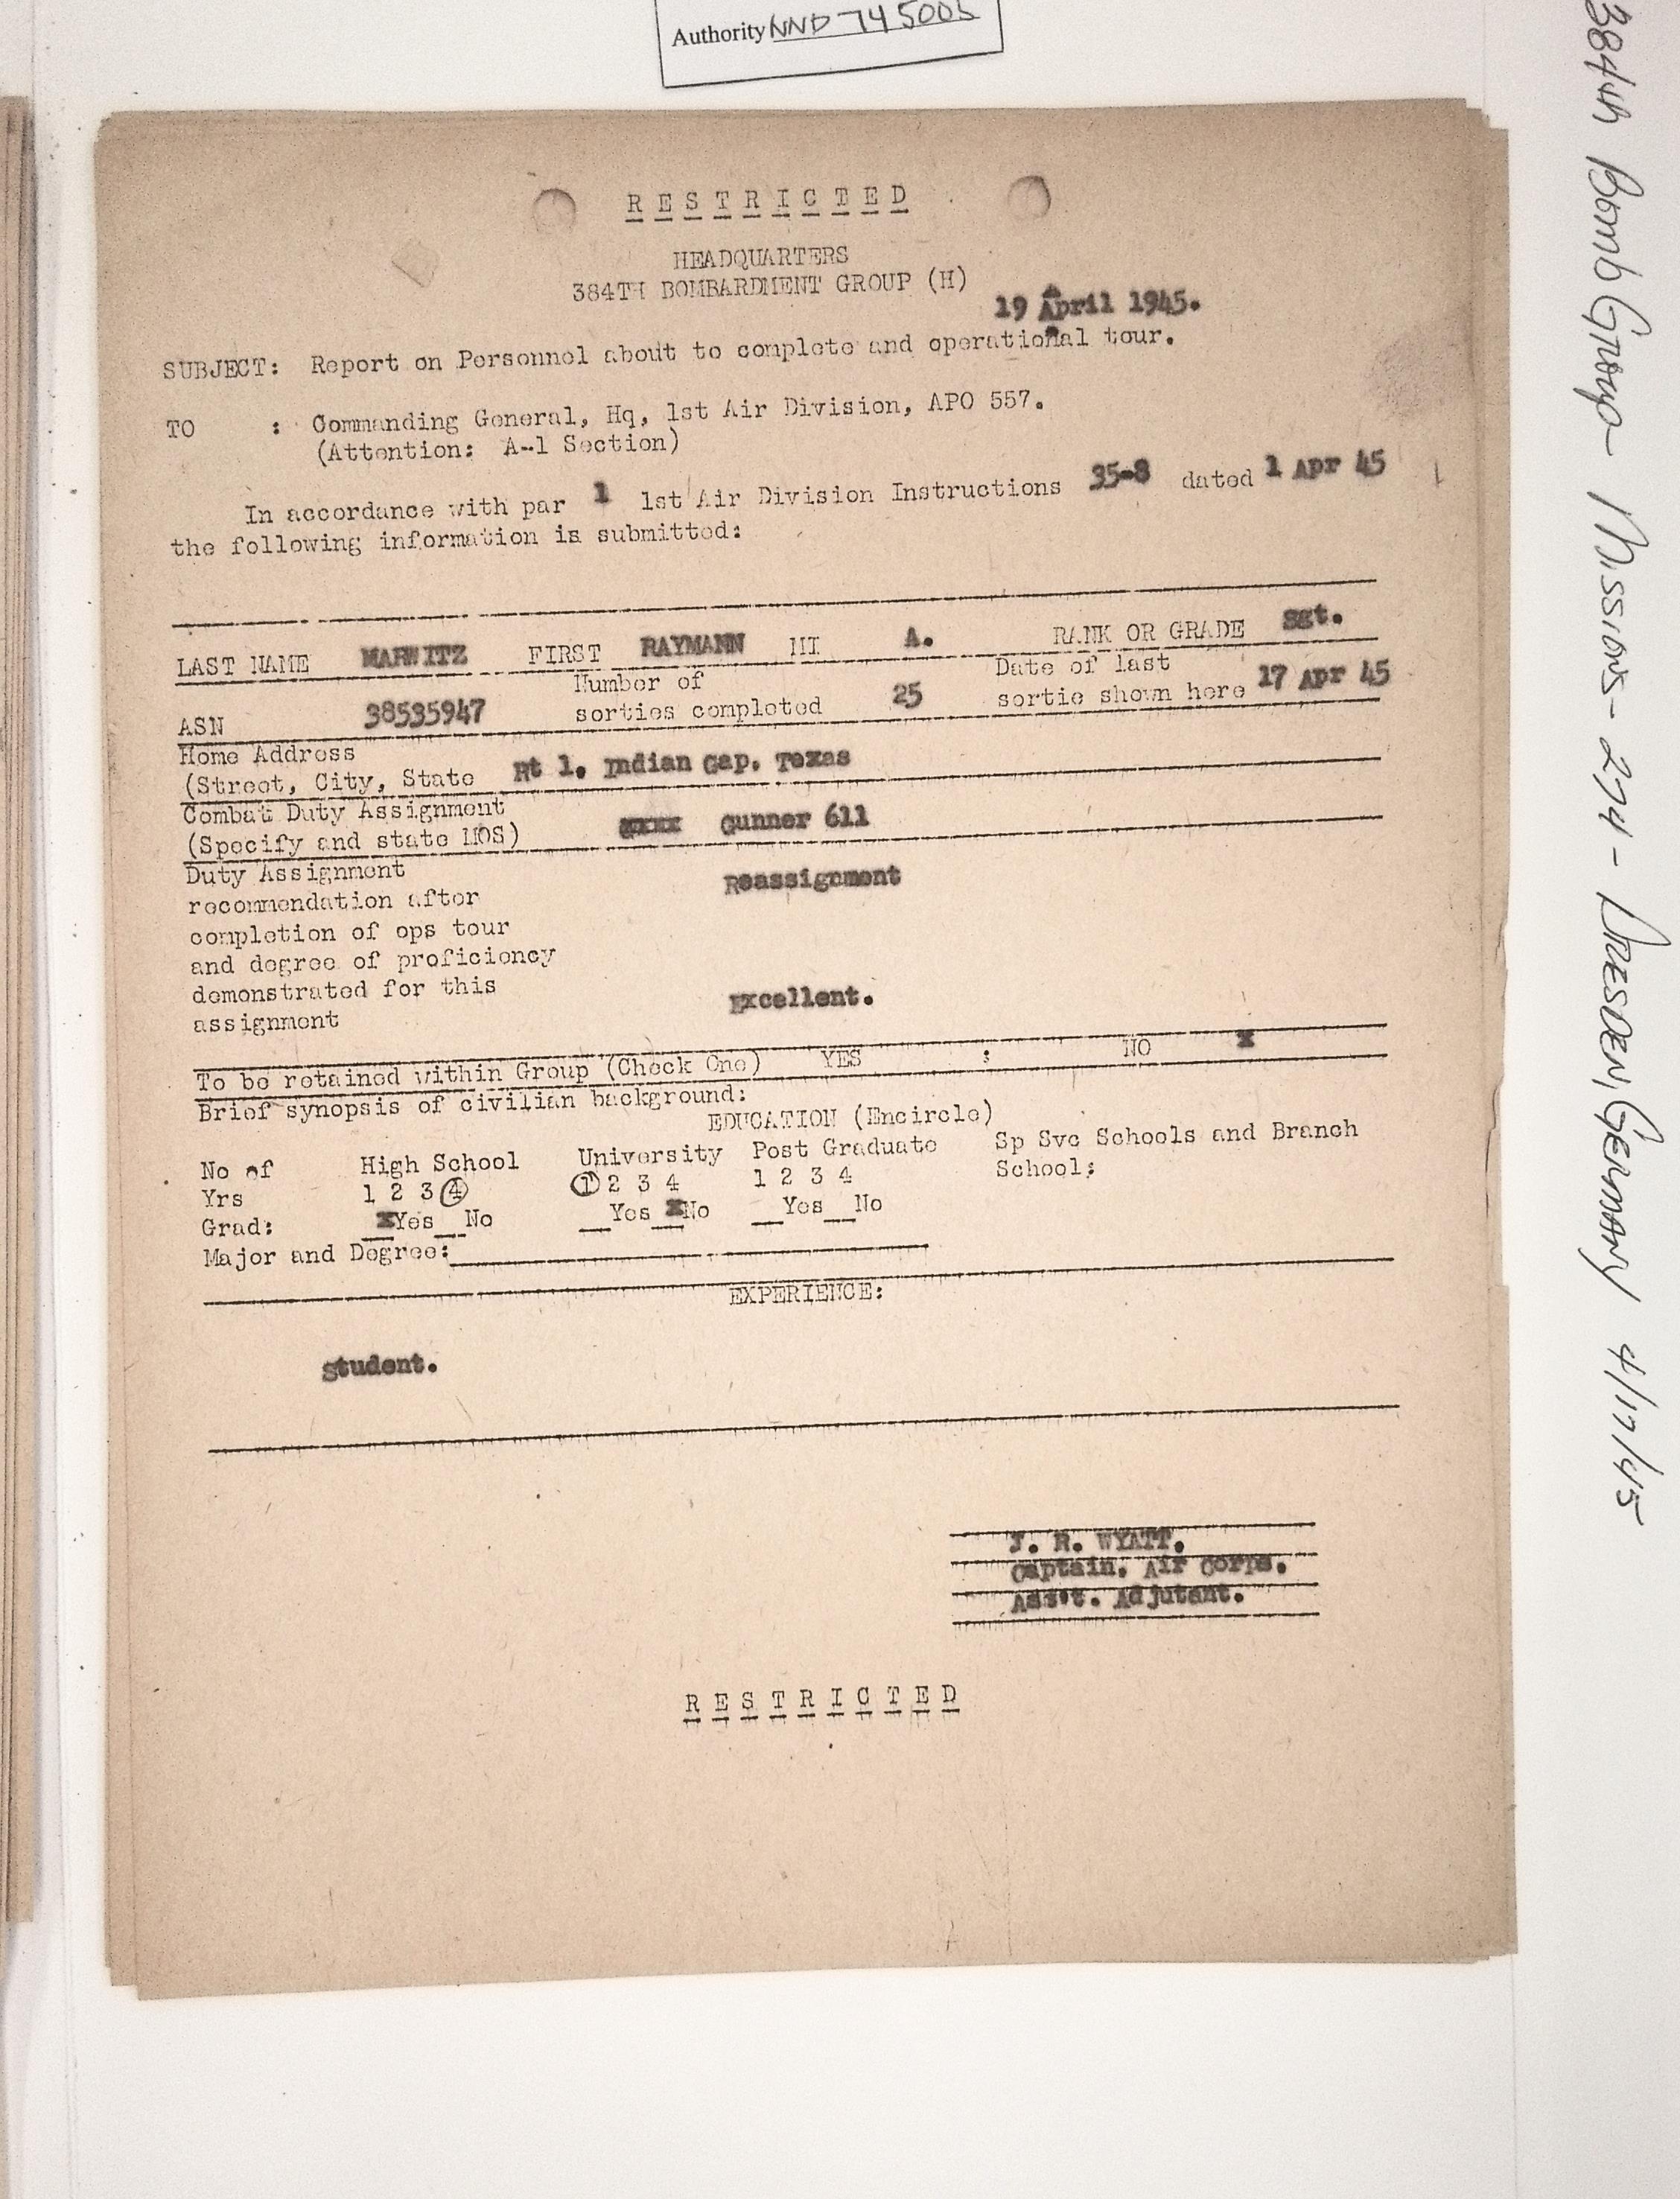 Authority NND 745005
RESTRICTED
HEADQUARTERS
384TH BOMBARDMENT GROUP (H)
19 April 1945.
SUBJECT: Report on Personnel about to complete and operational tour.
TO : Commanding General, Hq, 1st Air Division, APO 557.
(Attention: A-1 Section)
In accordance with par 1 1st Air Division Instructions 35-8 dated 1 Apr 45
the following information is submitted:
LAST NAME MARWITZ FIRST RAYMANN MI A. RANK OR GRADE Sgt.
ASN 38535947 Number of sorties completed 25 Date of last sortie shown here 17 Apr 45
Home Address
(Street, City, State Rt 1. Indian Gap. Texas
Combat Duty Assignment
(Specify and state MOS) Gunner 611
Duty Assignment Reassignment
recommendation after
completion of ops tour
and degree of proficiency
demonstrated for this Excellent.
assignment
To be retained within Group (Check One) YES : NO X
Brief synopsis of civilian background:
EDUCATION (Encircle)
No of High School University Post Graduate Sp Svc Schools and Branch
Yrs 1 2 3 4 1 2 3 4 1 2 3 4 School:
Grad: XYes No Yes XNo Yes No
Major and Degree:
EXPERIENCE:
Student.
J. R. WYATT.
Captain. Air Corps.
Ass't. Adjutant.
RESTRICTED
384th Bomb Group - Missions - 274 - DRESDEN, GERMANY 4/17/45